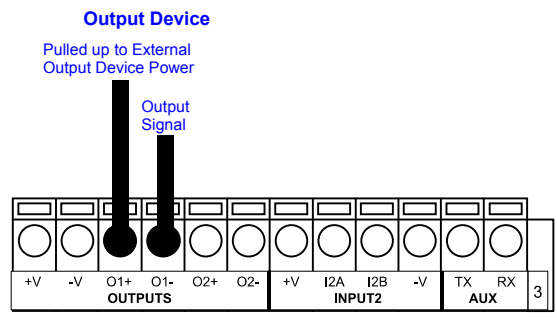 Output Device
Pulled up to External
Output Device Power
Output
Signal
+V -V O1+ O1- O2+ O2- +V I2A I2B -V TX RX 3
OUTPUTS INPUT2 AUX